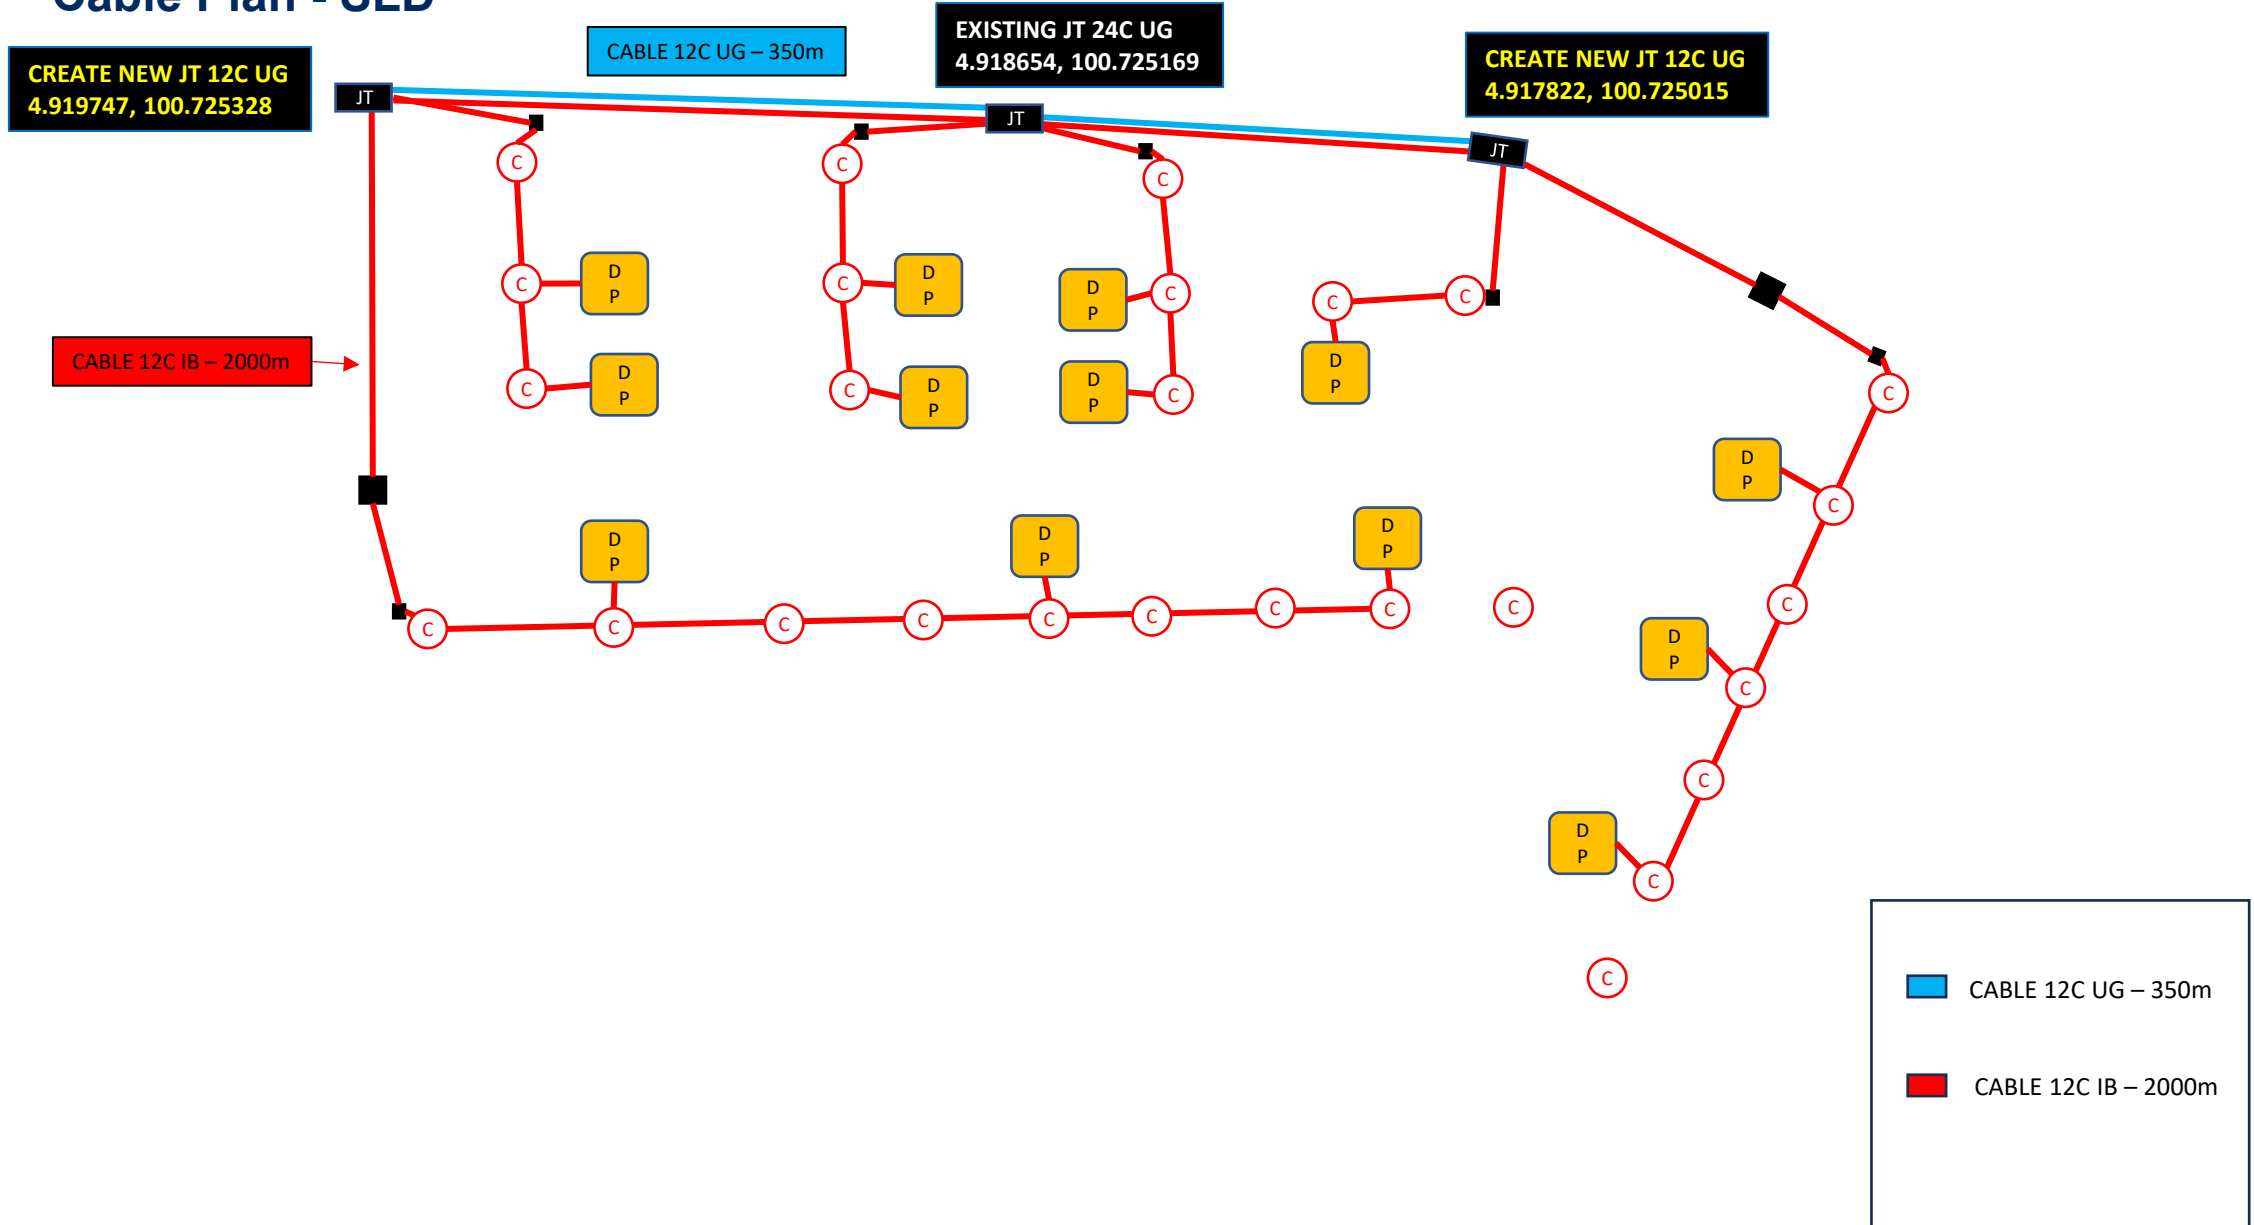 CABLE 12C UG – 350m
EXISTING JT 24C UG
4.918654, 100.725169
CREATE NEW JT 12C UG
4.919747, 100.725328
CREATE NEW JT 12C UG
4.917822, 100.725015
JT
JT
JT
C
C
C
C
C
C
C
C
C
C
C
D
P
D
P
D
P
D
P
CABLE 12C IB – 2000m
D
P
D
P
D
P
C
C
C
C
D
P
C
D
P
D
P
D
P
C
C
C
C
C
C
C
C
C
C
D
P
C
C
D
P
C
C
CABLE 12C UG – 350m
CABLE 12C IB – 2000m